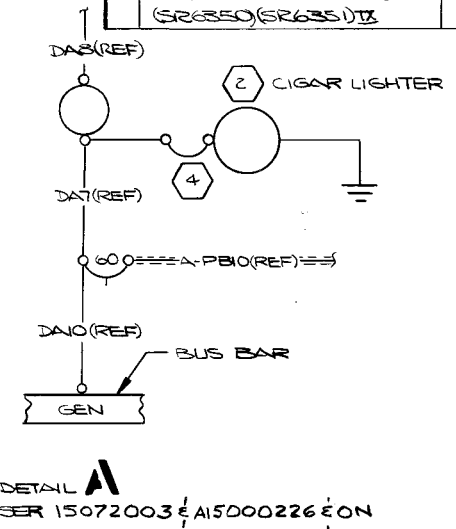 (SR6350)(SR6351)TX
DA8(REF)
2 CIGAR LIGHTER
4
DA7(REF)
60 A-PB10(REF)
DA10(REF)
BUS BAR
GEN
DETAIL A
SER 15072003 & A15000226 & ON